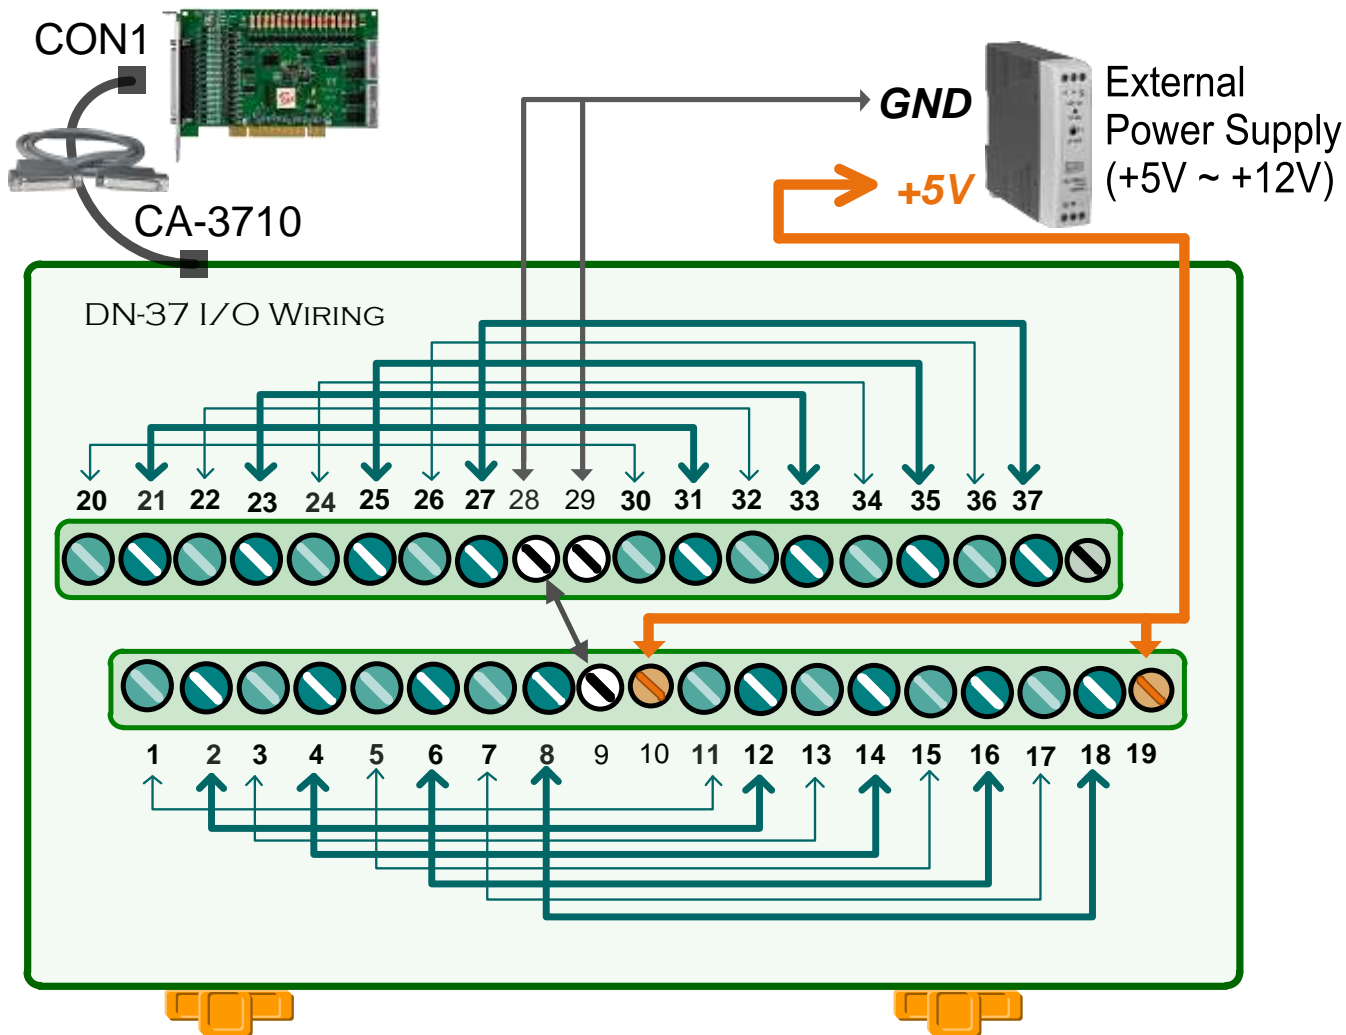 CON1
CA-3710
GND
+5V
External
Power Supply
(+5V ~ +12V)
DN-37 I/O WIRING
20 21 22 23 24 25 26 27 28 29 30 31 32 33 34 35 36 37
1 2 3 4 5 6 7 8 9 10 11 12 13 14 15 16 17 18 19